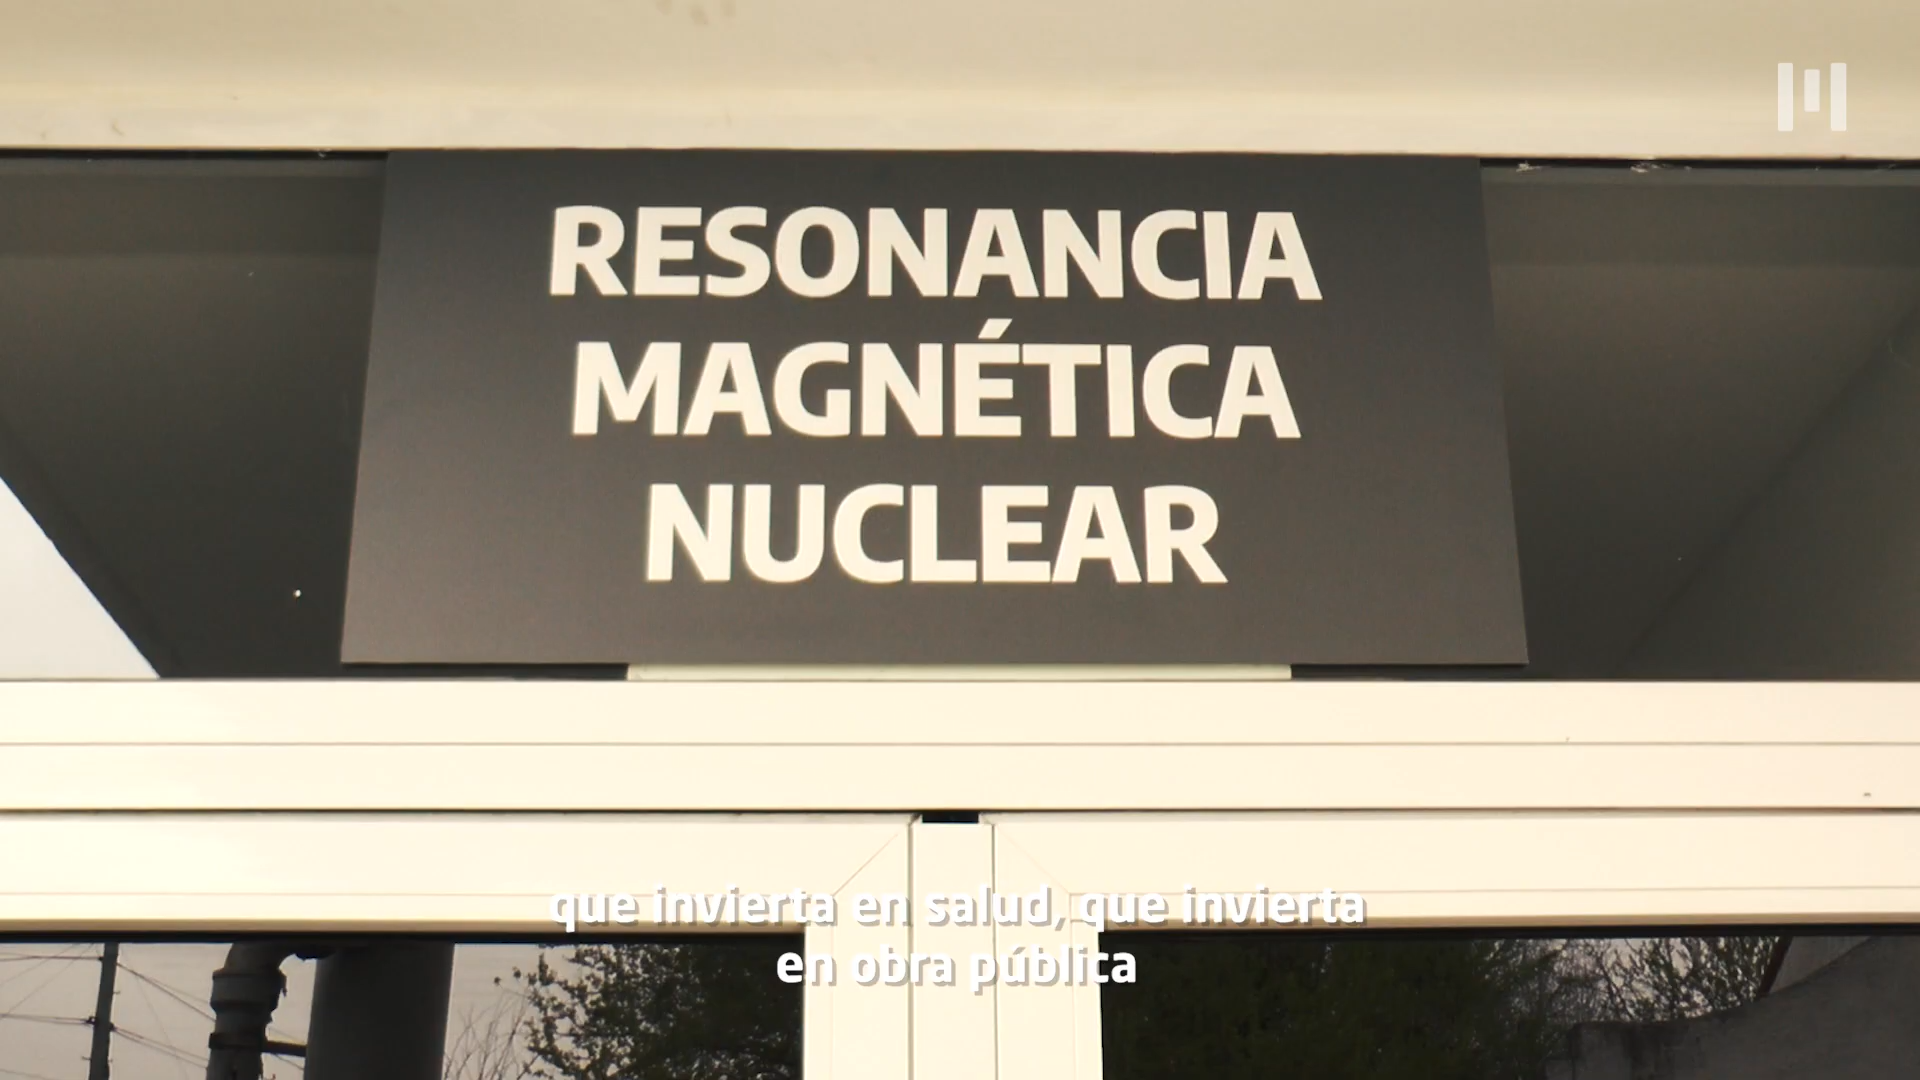 RESONANCIA
MAGNÉTICA
NUCLEAR
que invierta en salud, que invierta
en obra pública